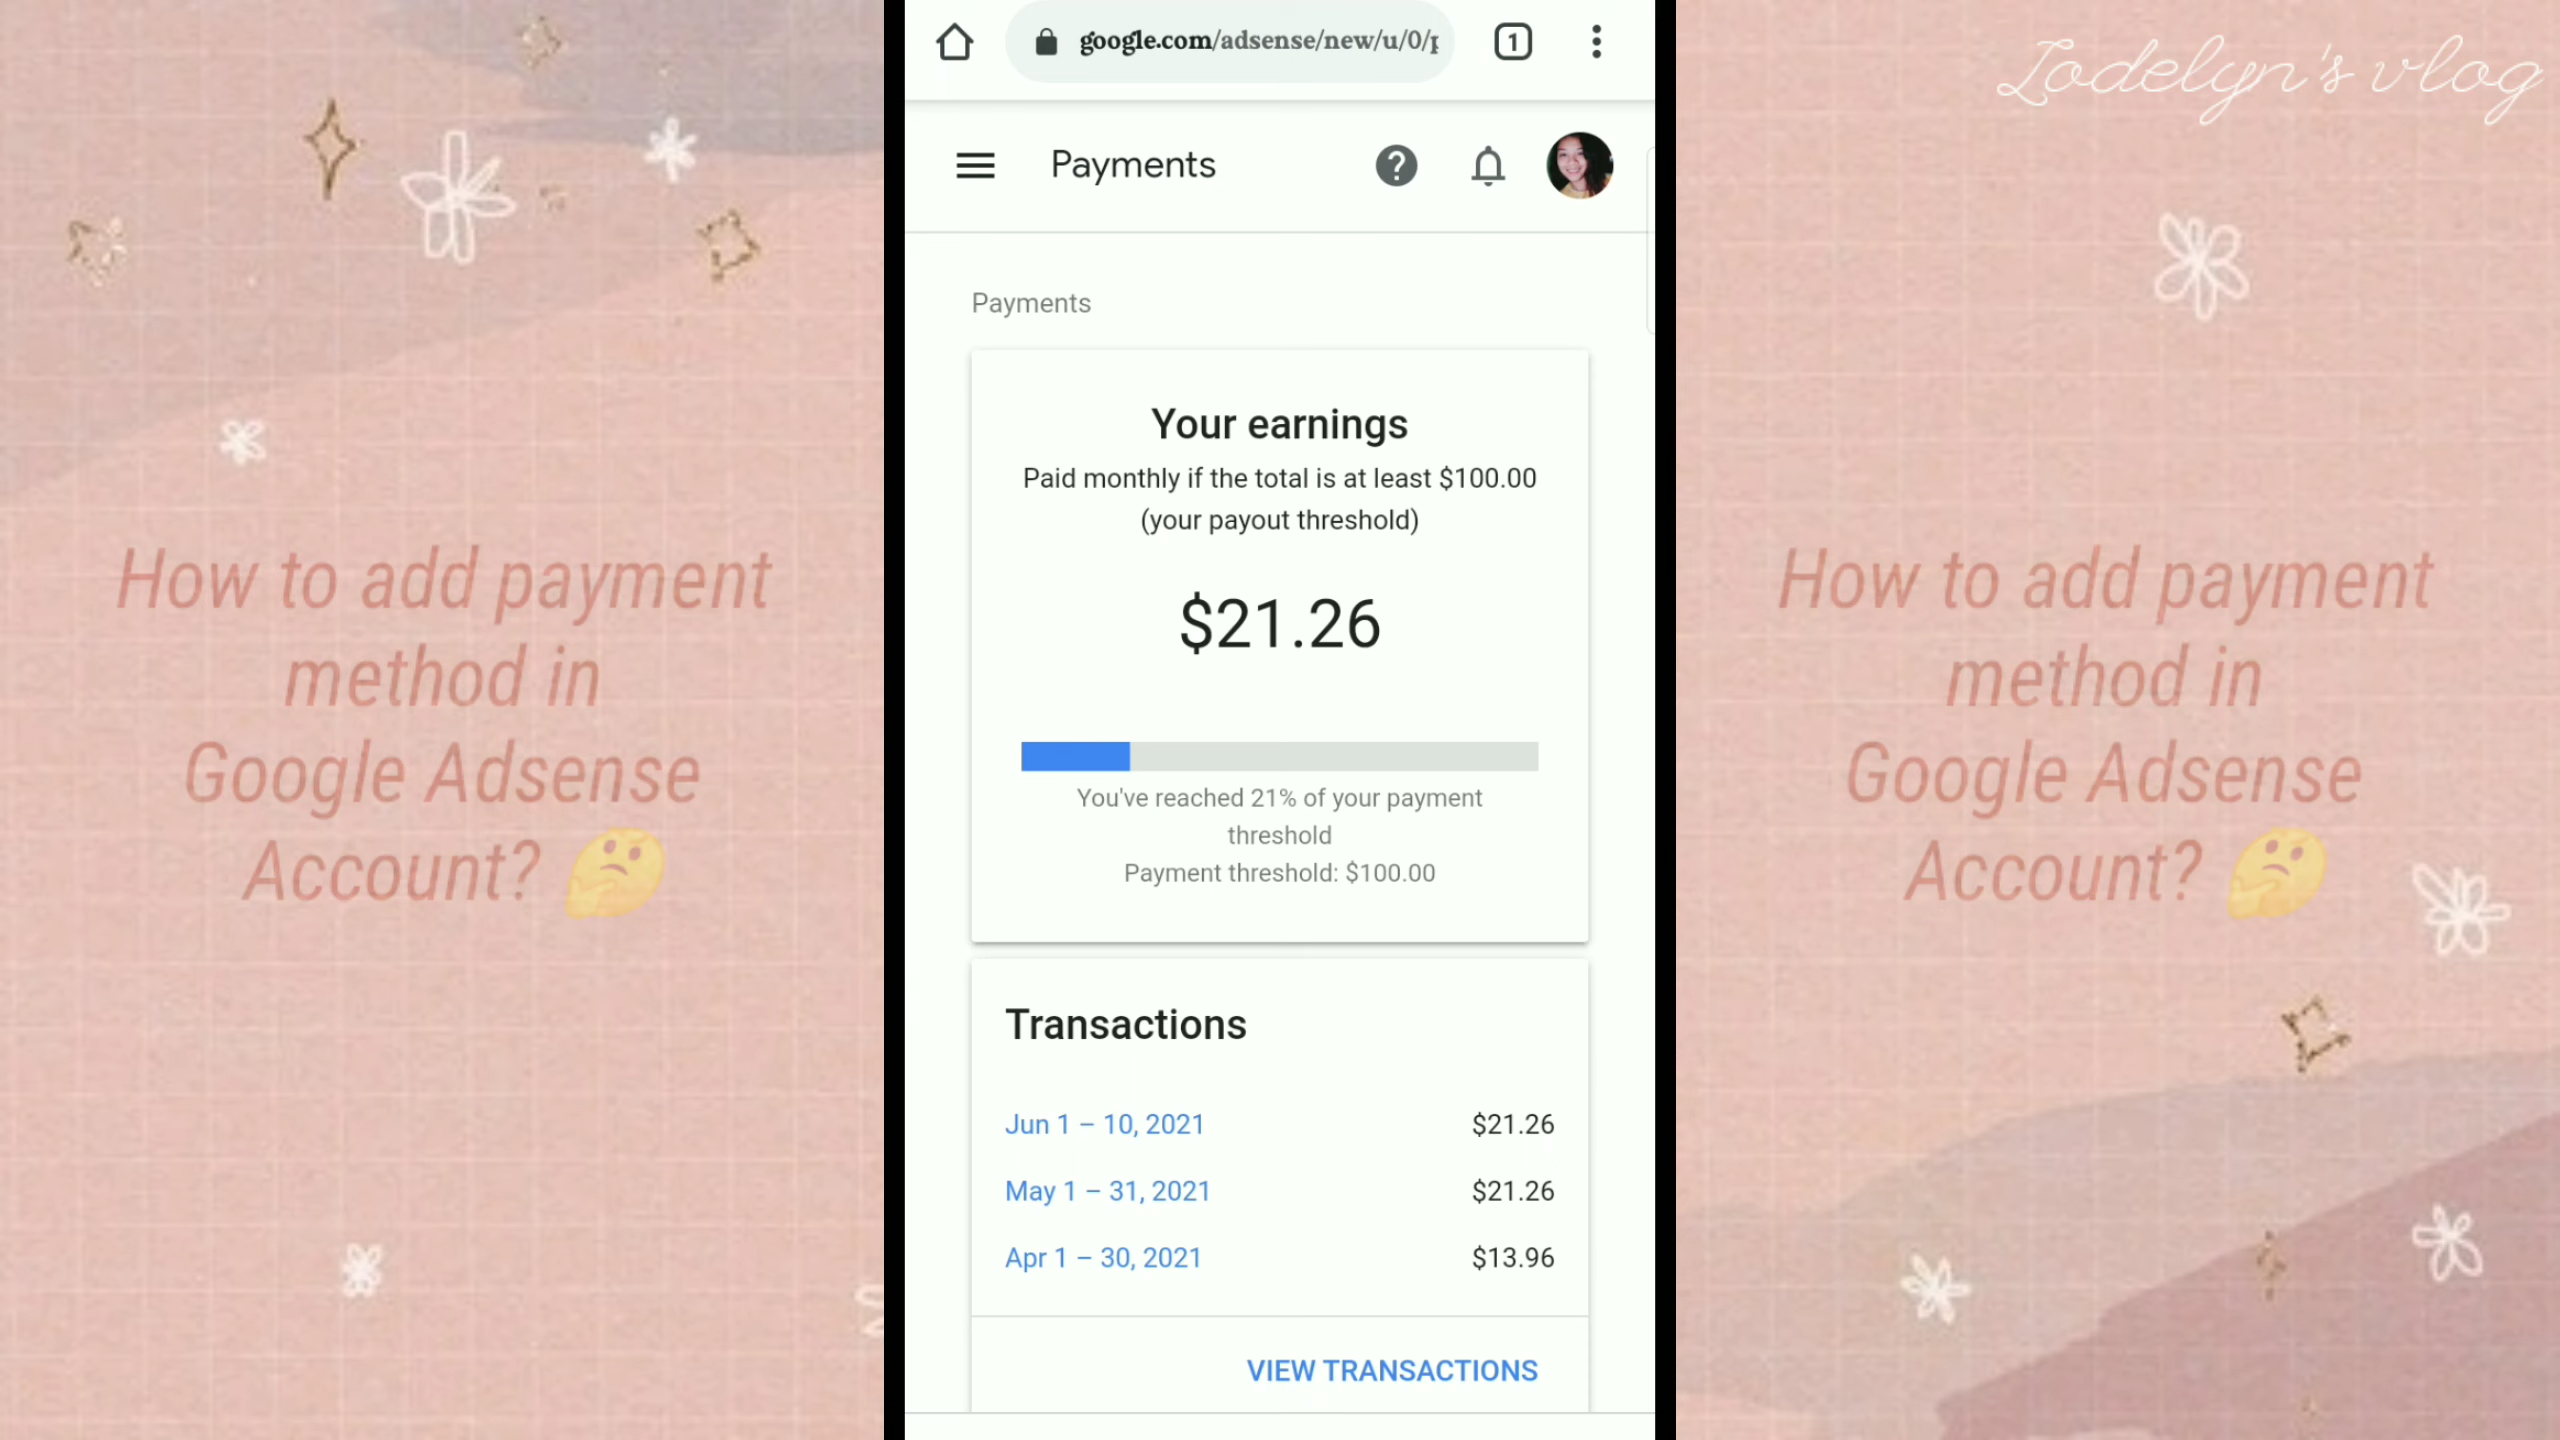 Lodelyn's vlog
google.com/adsense/new/u/0/p
1
Payments
Payments
Your earnings
Paid monthly if the total is at least $100.00
(your payout threshold)
$21.26
You've reached 21% of your payment
threshold
Payment threshold: $100.00
Transactions
Jun 1 – 10, 2021 $21.26
May 1 – 31, 2021 $21.26
Apr 1 – 30, 2021 $13.96
VIEW TRANSACTIONS
How to add payment
method in
Google Adsense
Account? 🤔
How to add payment
method in
Google Adsense
Account? 🤔